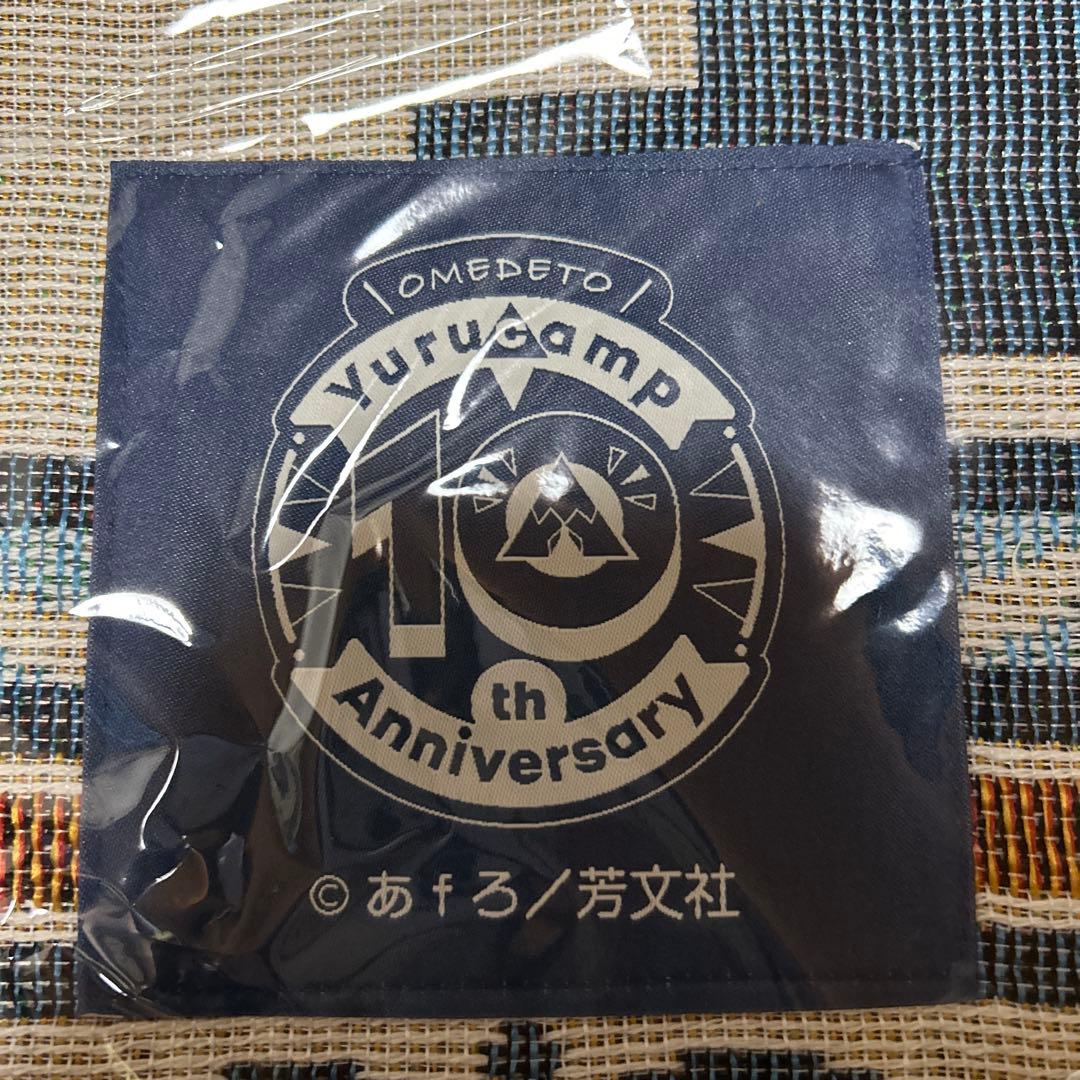 \ OMEDETO /
Yurucamp
10
th
Anniversary
© あfろ／芳文社